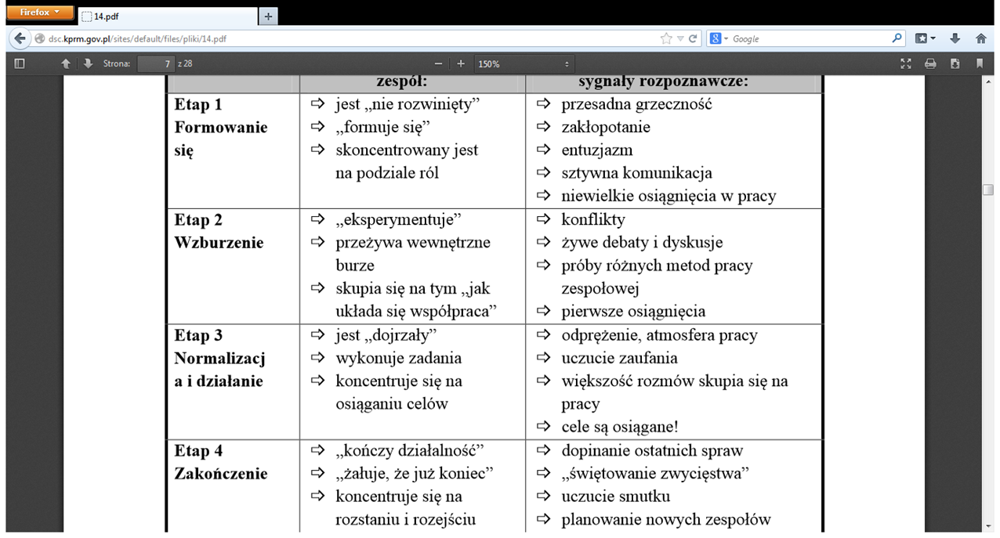 Firefox
14.pdf
dsc.kprm.gov.pl/sites/default/files/pliki/14.pdf
Google
Strona: 7 z 28
150%
zespół:
sygnały rozpoznawcze:
Etap 1
Formowanie
się
⇨ jest „nie rozwinięty”
⇨ „formuje się”
⇨ skoncentrowany jest
na podziale ról
⇨ przesadna grzeczność
⇨ zakłopotanie
⇨ entuzjazm
⇨ sztywna komunikacja
⇨ niewielkie osiągnięcia w pracy
Etap 2
Wzburzenie
⇨ „eksperymentuje”
⇨ przeżywa wewnętrzne
burze
⇨ skupia się na tym „jak
układa się współpraca”
⇨ konflikty
⇨ żywe debaty i dyskusje
⇨ próby różnych metod pracy
zespołowej
⇨ pierwsze osiągnięcia
Etap 3
Normalizacj
a i działanie
⇨ jest „dojrzały”
⇨ wykonuje zadania
⇨ koncentruje się na
osiąganiu celów
⇨ odprężenie, atmosfera pracy
⇨ uczucie zaufania
⇨ większość rozmów skupia się na
pracy
⇨ cele są osiągane!
Etap 4
Zakończenie
⇨ „kończy działalność”
⇨ „żałuje, że już koniec”
⇨ koncentruje się na
rozstaniu i rozejściu
⇨ dopinanie ostatnich spraw
⇨ „świętowanie zwycięstwa”
⇨ uczucie smutku
⇨ planowanie nowych zespołów